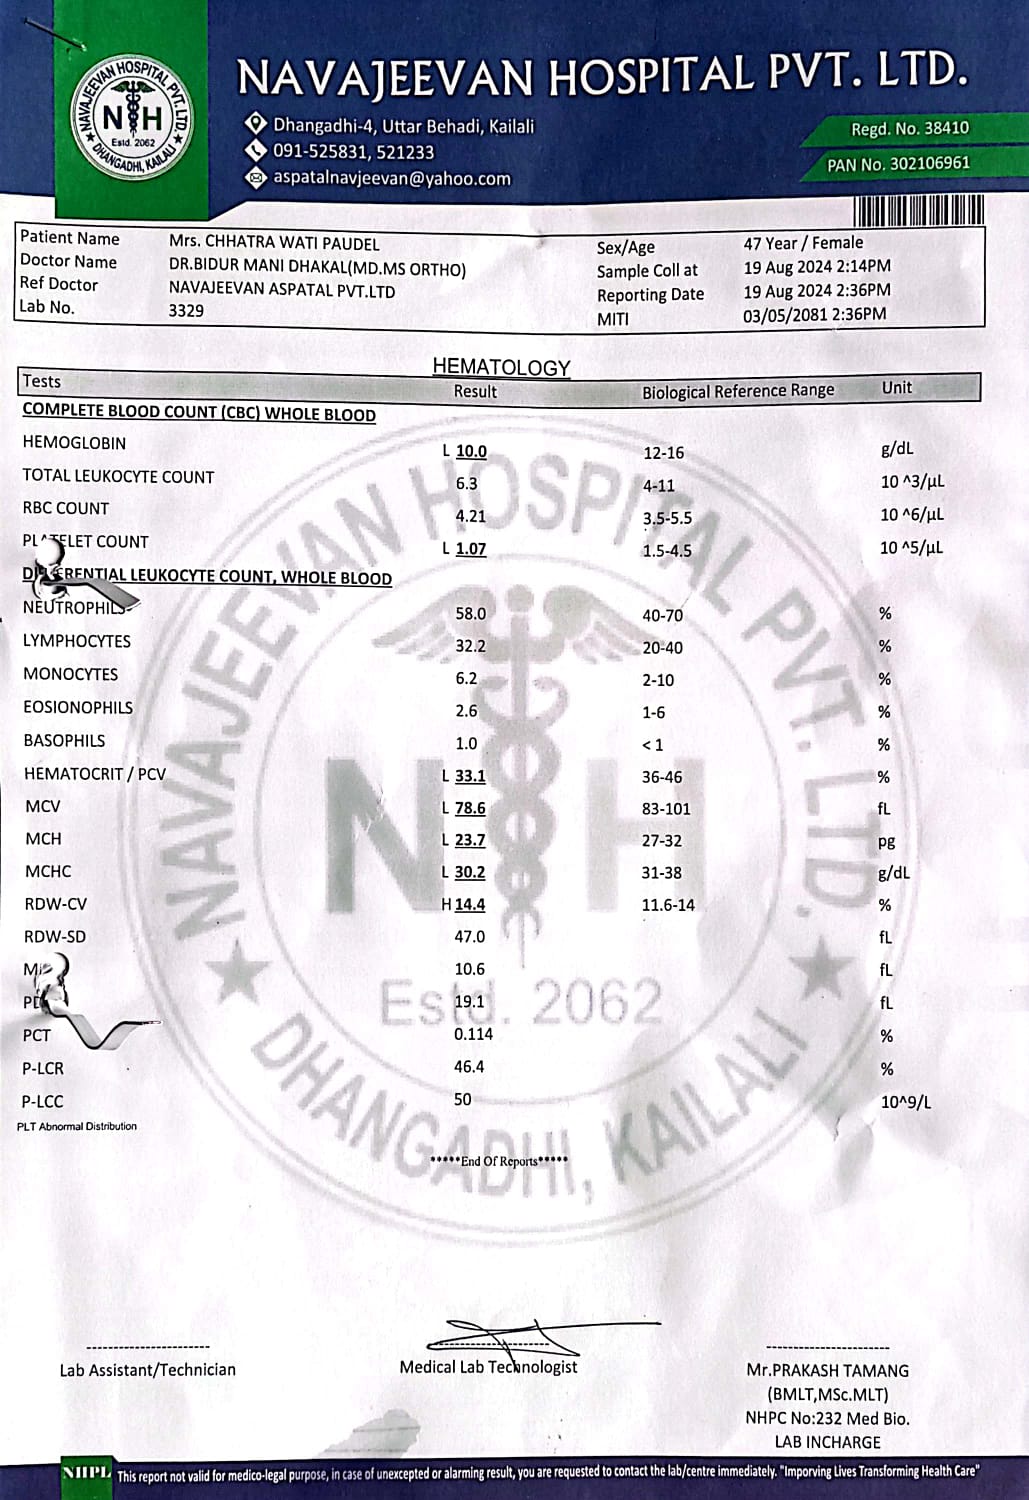 NAVAJEEVAN HOSPITAL PVT. LTD.
NAVAJEEVAN HOSPITAL PVT. LTD.
N H
Estd. 2062
DHANGADHI, KAILALI
Dhangadhi-4, Uttar Behadi, Kailali
091-525831, 521233
aspatalnavjeevan@yahoo.com
Regd. No. 38410
PAN No. 302106961
Patient Name Mrs. CHHATRA WATI PAUDEL Sex/Age 47 Year / Female
Doctor Name DR.BIDUR MANI DHAKAL(MD.MS ORTHO) Sample Coll at 19 Aug 2024 2:14PM
Ref Doctor NAVAJEEVAN ASPATAL PVT.LTD Reporting Date 19 Aug 2024 2:36PM
Lab No. 3329 MITI 03/05/2081 2:36PM
HEMATOLOGY
Tests Result Biological Reference Range Unit
COMPLETE BLOOD COUNT (CBC) WHOLE BLOOD
HEMOGLOBIN L 10.0 12-16 g/dL
TOTAL LEUKOCYTE COUNT 6.3 4-11 10 ^3/µL
RBC COUNT 4.21 3.5-5.5 10 ^6/µL
COUNT L 1.07 1.5-4.5 10 ^5/µL
LEUKOCYTE COUNT, WHOLE BLOOD
NEUTROPHILS 58.0 40-70 %
LYMPHOCYTES 32.2 20-40 %
MONOCYTES 6.2 2-10 %
EOSIONOPHILS 2.6 1-6 %
BASOPHILS 1.0 < 1 %
HEMATOCRIT / PCV L 33.1 36-46 %
MCV L 78.6 83-101 fL
MCH L 23.7 27-32 pg
MCHC L 30.2 31-38 g/dL
RDW-CV H 14.4 11.6-14 %
RDW-SD 47.0 fL
10.6 fL
19.1 fL
PCT 0.114 %
P-LCR 46.4 %
P-LCC 50 10^9/L
PLT Abnormal Distribution
*****End Of Reports*****
NAVAJEEVAN HOSPITAL PVT. LTD.
N H
Estd. 2062
DHANGADHI, KAILALI
Lab Assistant/Technician
Medical Lab Technologist
Mr.PRAKASH TAMANG
(BMLT,MSc.MLT)
NHPC No:232 Med Bio.
LAB INCHARGE
NHPL This report not valid for medico-legal purpose, in case of unexcepted or alarming result, you are requested to contact the lab/centre immediately. "Imporving Lives Transforming Health Care"